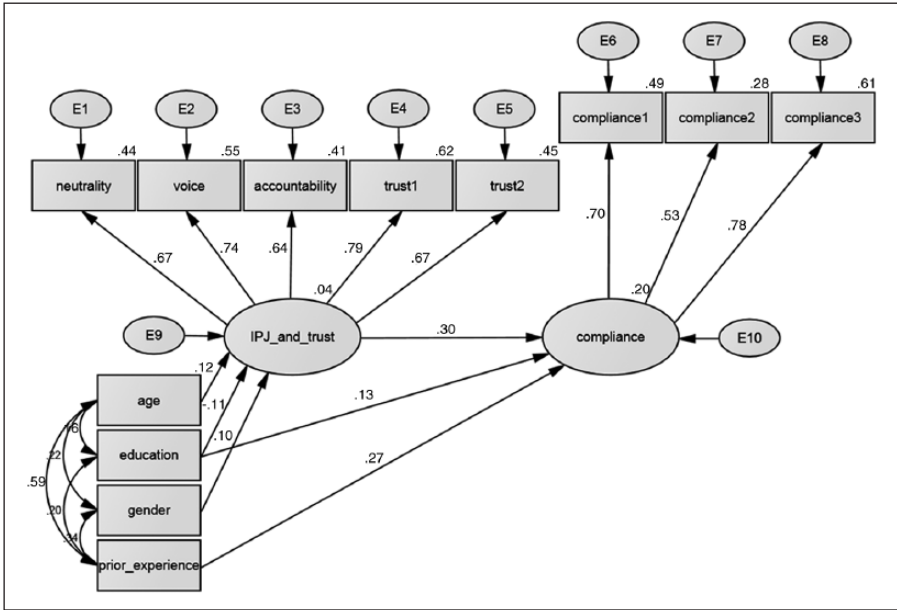 E6 E7 E8
.49 .28 .61
compliance1 compliance2 compliance3
E1 E2 E3 E4 E5
.44 .55 .41 .62 .45
neutrality voice accountability trust1 trust2
.70 .53 .78
.67 .74 .64 .79 .67
.04 .20
E9 IPJ_and_trust .30 compliance E10
.12
age
-.11 .13
.16
.10
education
.22
.27
.59
.20
gender
.34
prior_experience